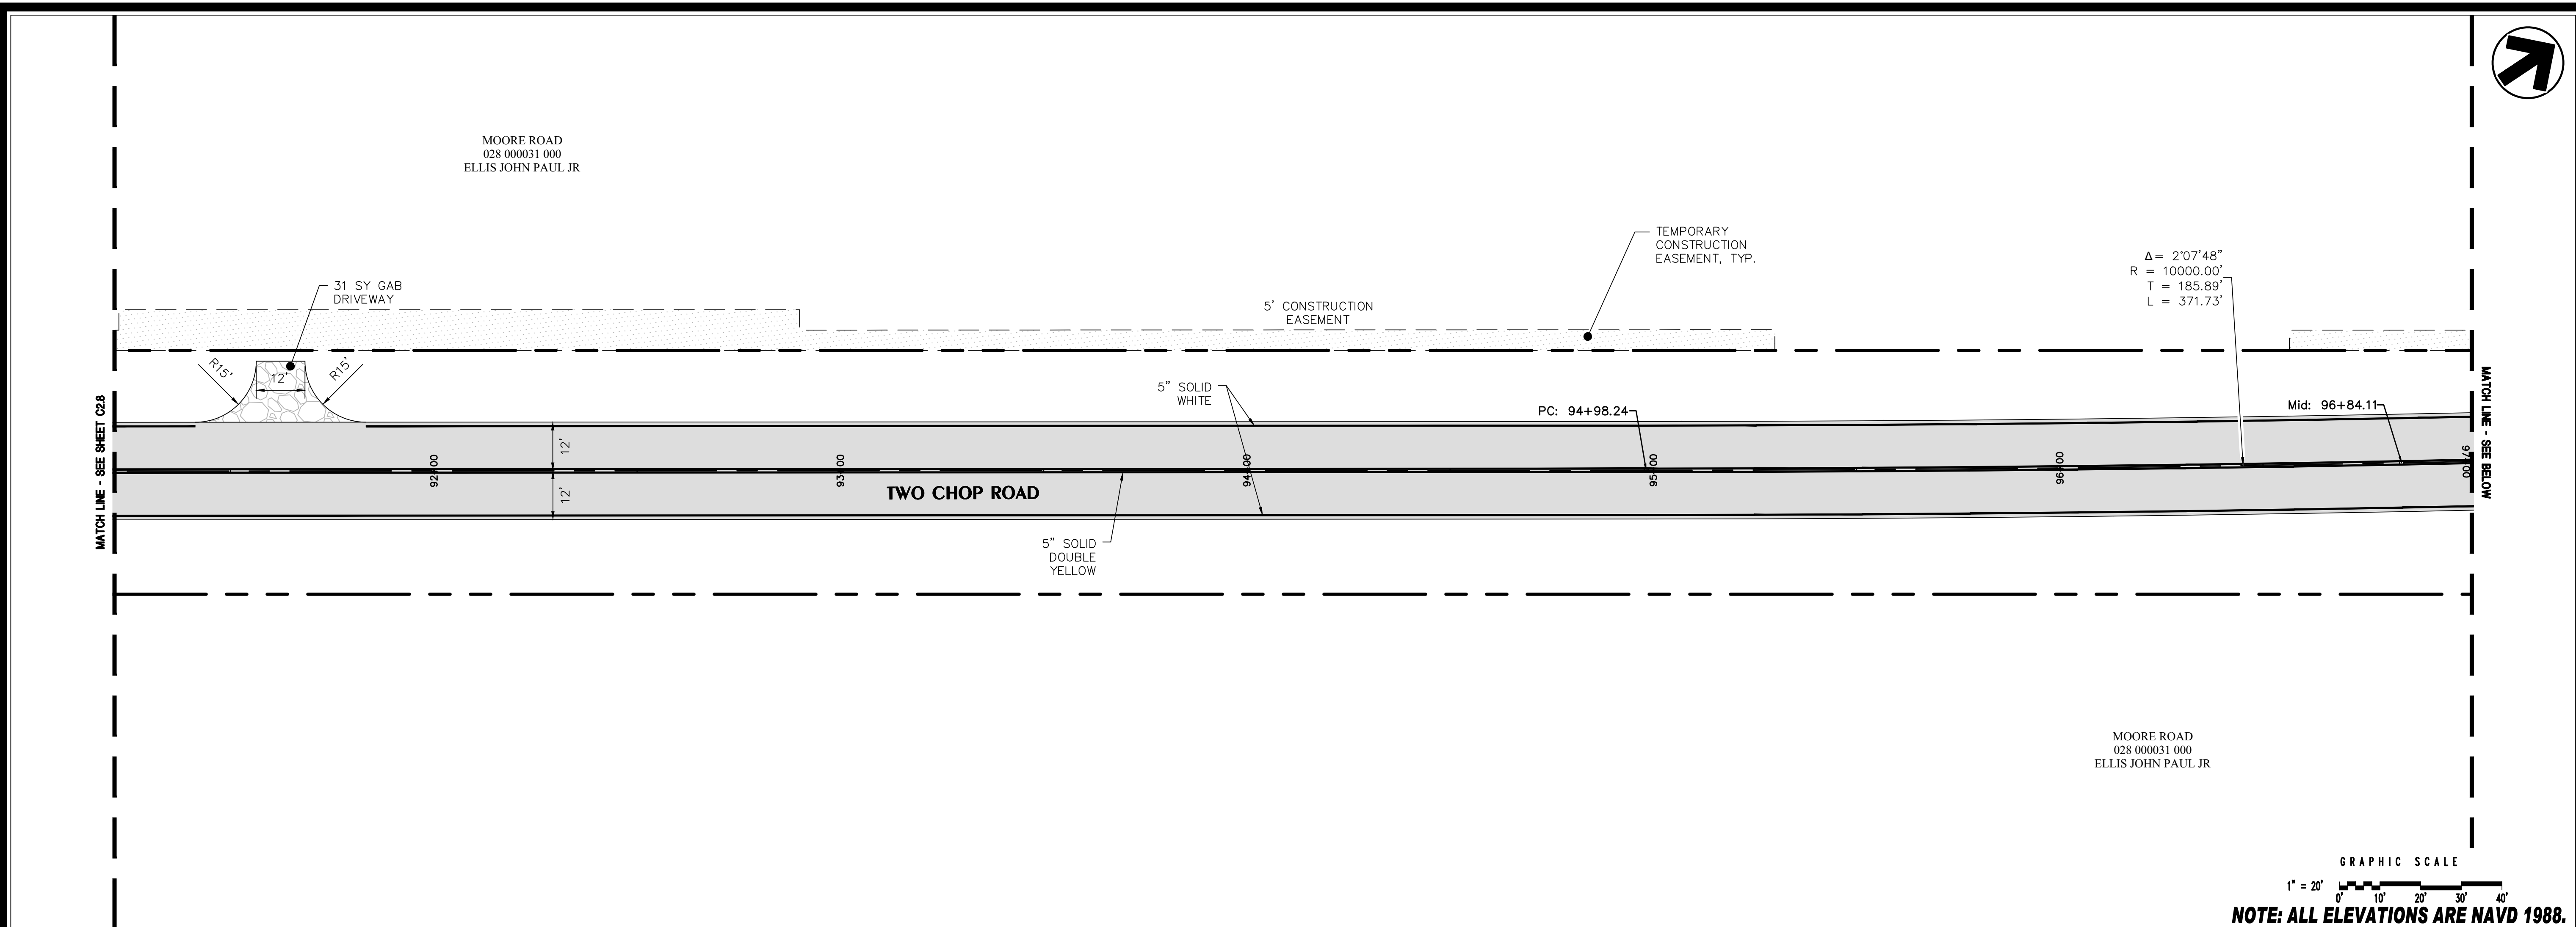 MOORE ROAD
028 000031 000
ELLIS JOHN PAUL JR
TEMPORARY
CONSTRUCTION
EASEMENT, TYP.
Δ= 2°07'48"
R = 10000.00'
T = 185.89'
L = 371.73'
31 SY GAB
DRIVEWAY
5' CONSTRUCTION
EASEMENT
R15'
12'
R15'
5" SOLID
WHITE
PC: 94+98.24
Mid: 96+84.11
MATCH LINE - SEE SHEET C2.8
MATCH LINE - SEE BELOW
12'
12'
92+00
93+00
94+00
95+00
96+00
97+00
TWO CHOP ROAD
5" SOLID
DOUBLE
YELLOW
MOORE ROAD
028 000031 000
ELLIS JOHN PAUL JR
GRAPHIC SCALE
1" = 20'
0' 10' 20' 30' 40'
NOTE: ALL ELEVATIONS ARE NAVD 1988.